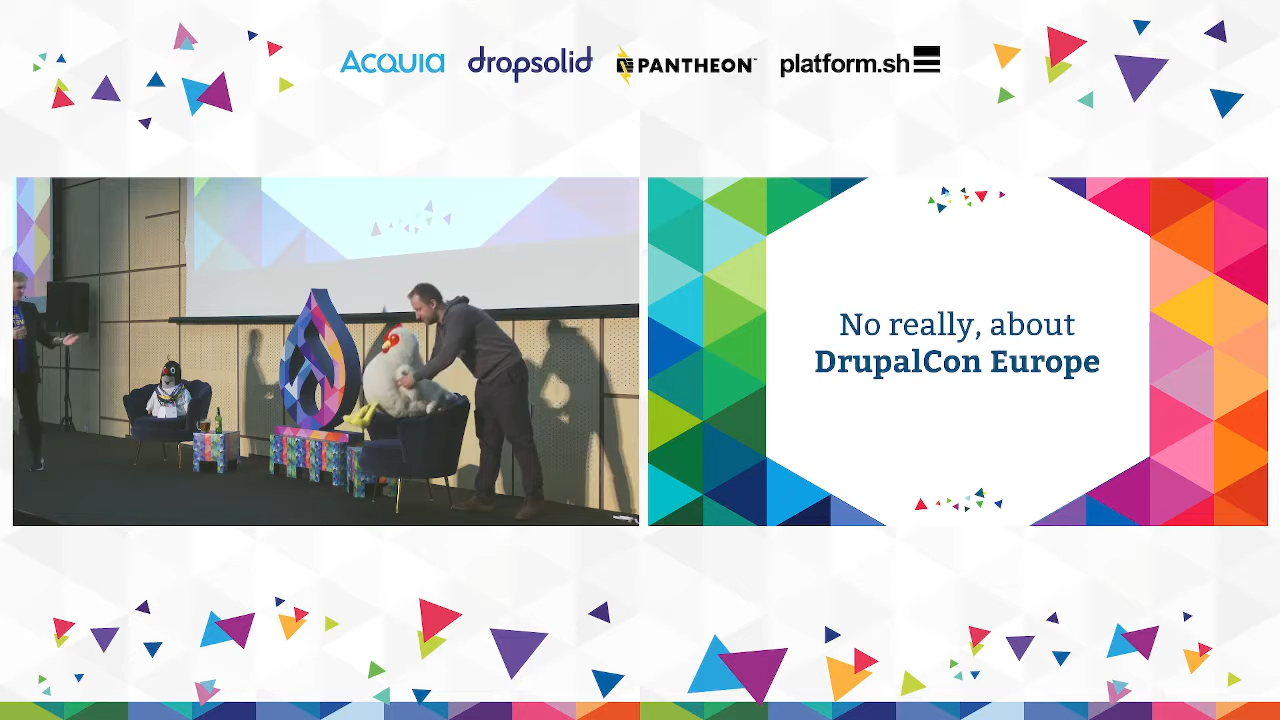 ACQUIA
dropsolid
PANTHEON
platform.sh
No really, about
DrupalCon Europe